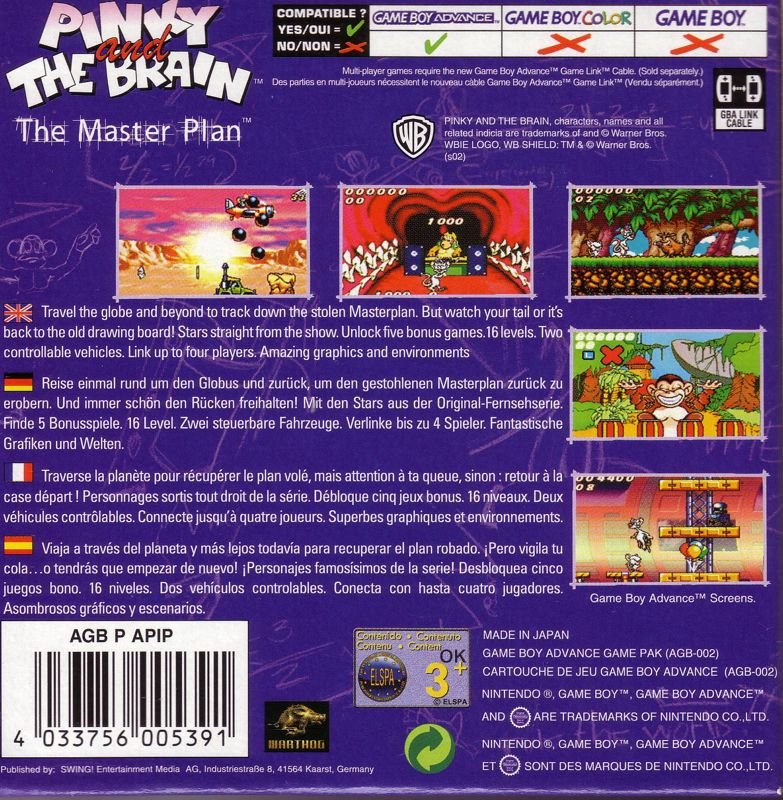 PINKY
and
THE BRAIN™
The Master Plan™
COMPATIBLE ?
YES/OUI = ✓
NO/NON = ✗
GAME BOY ADVANCE™
GAME BOY COLOR
GAME BOY™
Multi-player games require the new Game Boy Advance™ Game Link™ Cable. (Sold separately.)
Des parties en multi-joueurs nécessitent le nouveau câble Game Boy Advance™ Game Link™ (Vendu séparément.)
GBA LINK
CABLE
WB
PINKY AND THE BRAIN, characters, names and all
related indicia are trademarks of and © Warner Bros.
WBIE LOGO, WB SHIELD: TM & © Warner Bros.
(s02)
33
000000
00
1000
1000
000000
02
Travel the globe and beyond to track down the stolen Masterplan. But watch your tail or it's
back to the old drawing board! Stars straight from the show. Unlock five bonus games.16 levels. Two
controllable vehicles. Link up to four players. Amazing graphics and environments
Reise einmal rund um den Globus und zurück, um den gestohlenen Masterplan zurück zu
erobern. Und immer schön den Rücken freihalten! Mit den Stars aus der Original-Fernsehserie.
Finde 5 Bonusspiele. 16 Level. Zwei steuerbare Fahrzeuge. Verlinke bis zu 4 Spieler. Fantastische
Grafiken und Welten.
Traverse la planète pour récupérer le plan volé, mais attention à ta queue, sinon : retour à la
case départ ! Personnages sortis tout droit de la série. Débloque cinq jeux bonus. 16 niveaux. Deux
véhicules contrôlables. Connecte jusqu'à quatre joueurs. Superbes graphiques et environnements.
004400
03
Viaja a través del planeta y más lejos todavía para recuperar el plan robado. ¡Pero vigila tu
cola...o tendrás que empezar de nuevo! ¡Personajes famosísimos de la serie! Desbloquea cinco
juegos bono. 16 niveles. Dos vehículos controlables. Conecta con hasta cuatro jugadores.
Asombrosos gráficos y escenarios.
Game Boy Advance™ Screens.
AGB P APIP
4 033756 005391
WARTHOG
Contenido • Contenuto
Contenu • Content
ELSPA
OK
3+
© ELSPA
MADE IN JAPAN
GAME BOY ADVANCE GAME PAK (AGB-002)
CARTOUCHE DE JEU GAME BOY ADVANCE (AGB-002)
NINTENDO ®, GAME BOY™, GAME BOY ADVANCE™
AND ARE TRADEMARKS OF NINTENDO CO.,LTD.
NINTENDO ®, GAME BOY™, GAME BOY ADVANCE™
ET SONT DES MARQUES DE NINTENDO CO.,LTD.
Published by: SWING! Entertainment Media AG, Industriestraße 8, 41564 Kaarst, Germany